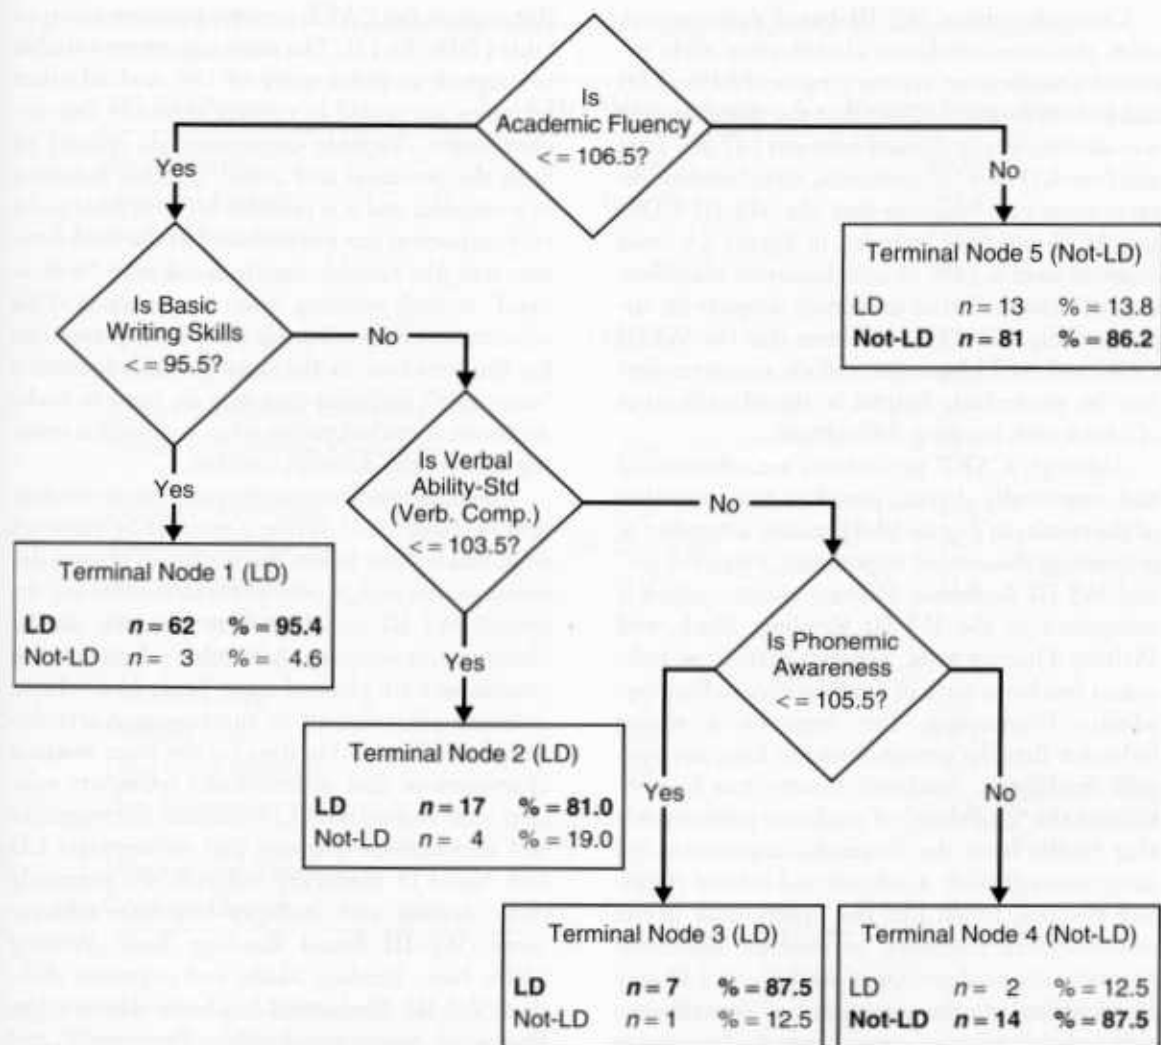 Is
Academic Fluency
<= 106.5?
Yes
No
Is Basic
Writing Skills
<= 95.5?
No
Terminal Node 5 (Not-LD)
LD n = 13 % = 13.8
Not-LD n = 81 % = 86.2
Yes
Is Verbal
Ability-Std
(Verb. Comp.)
<= 103.5?
No
Terminal Node 1 (LD)
LD n = 62 % = 95.4
Not-LD n = 3 % = 4.6
Yes
Is Phonemic
Awareness
<= 105.5?
Terminal Node 2 (LD)
LD n = 17 % = 81.0
Not-LD n = 4 % = 19.0
Yes
No
Terminal Node 3 (LD)
LD n = 7 % = 87.5
Not-LD n = 1 % = 12.5
Terminal Node 4 (Not-LD)
LD n = 2 % = 12.5
Not-LD n = 14 % = 87.5